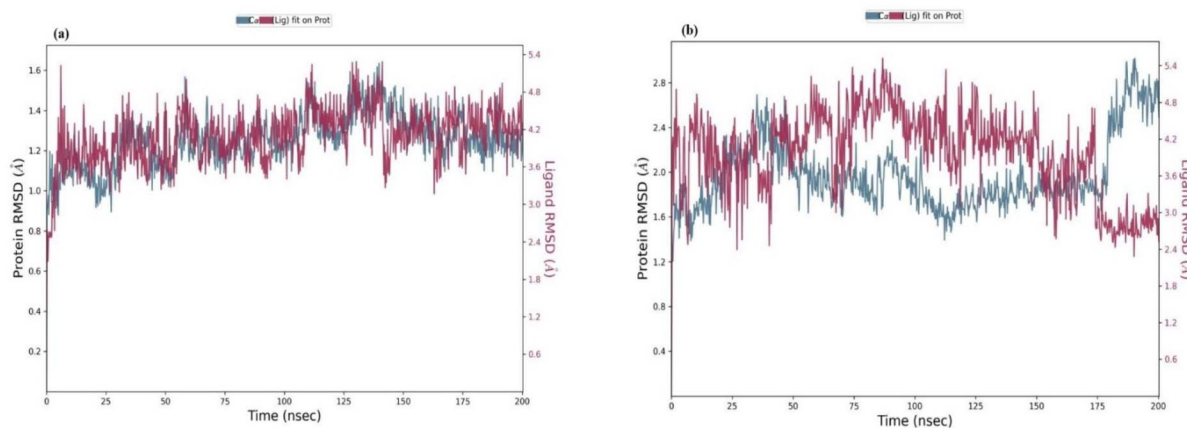 (a)
Cα (Lig) fit on Prot
1.6
1.4
1.2
1.0
0.8
0.6
0.4
0.2
Protein RMSD (Å)
5.4
4.8
4.2
3.6
3.0
2.4
1.8
1.2
0.6
Ligand RMSD (Å)
0 25 50 75 100 125 150 175 200
Time (nsec)
(b)
Cα (Lig) fit on Prot
2.8
2.4
2.0
1.6
1.2
0.8
0.4
Protein RMSD (Å)
5.4
4.8
4.2
3.6
3.0
2.4
1.8
1.2
0.6
Ligand RMSD (Å)
0 25 50 75 100 125 150 175 200
Time (nsec)